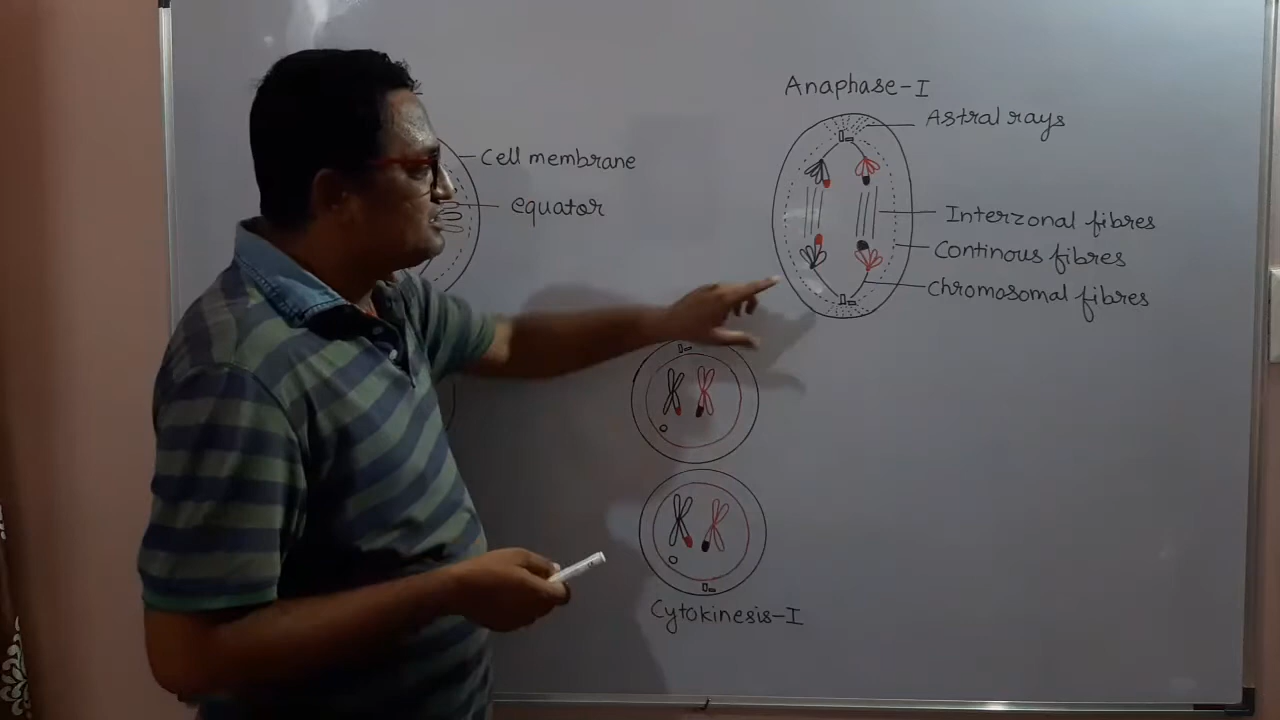 Anaphase-I
Astral rays
Cell membrane
equator
Interzonal fibres
Continous fibres
Chromosomal fibres
Cytokinesis-I